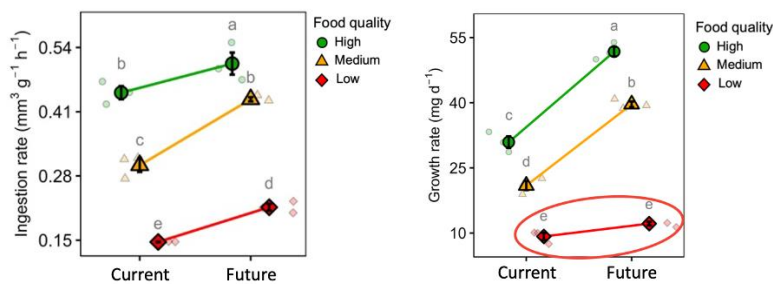 Ingestion rate (mm³ g⁻¹ h⁻¹)
0.54
0.41
0.28
0.15
a
b
b
c
d
e
Current Future
Food quality
High
Medium
Low
Growth rate (mg d⁻¹)
55
40
25
10
a
b
c
d
e e
Current Future
Food quality
High
Medium
Low